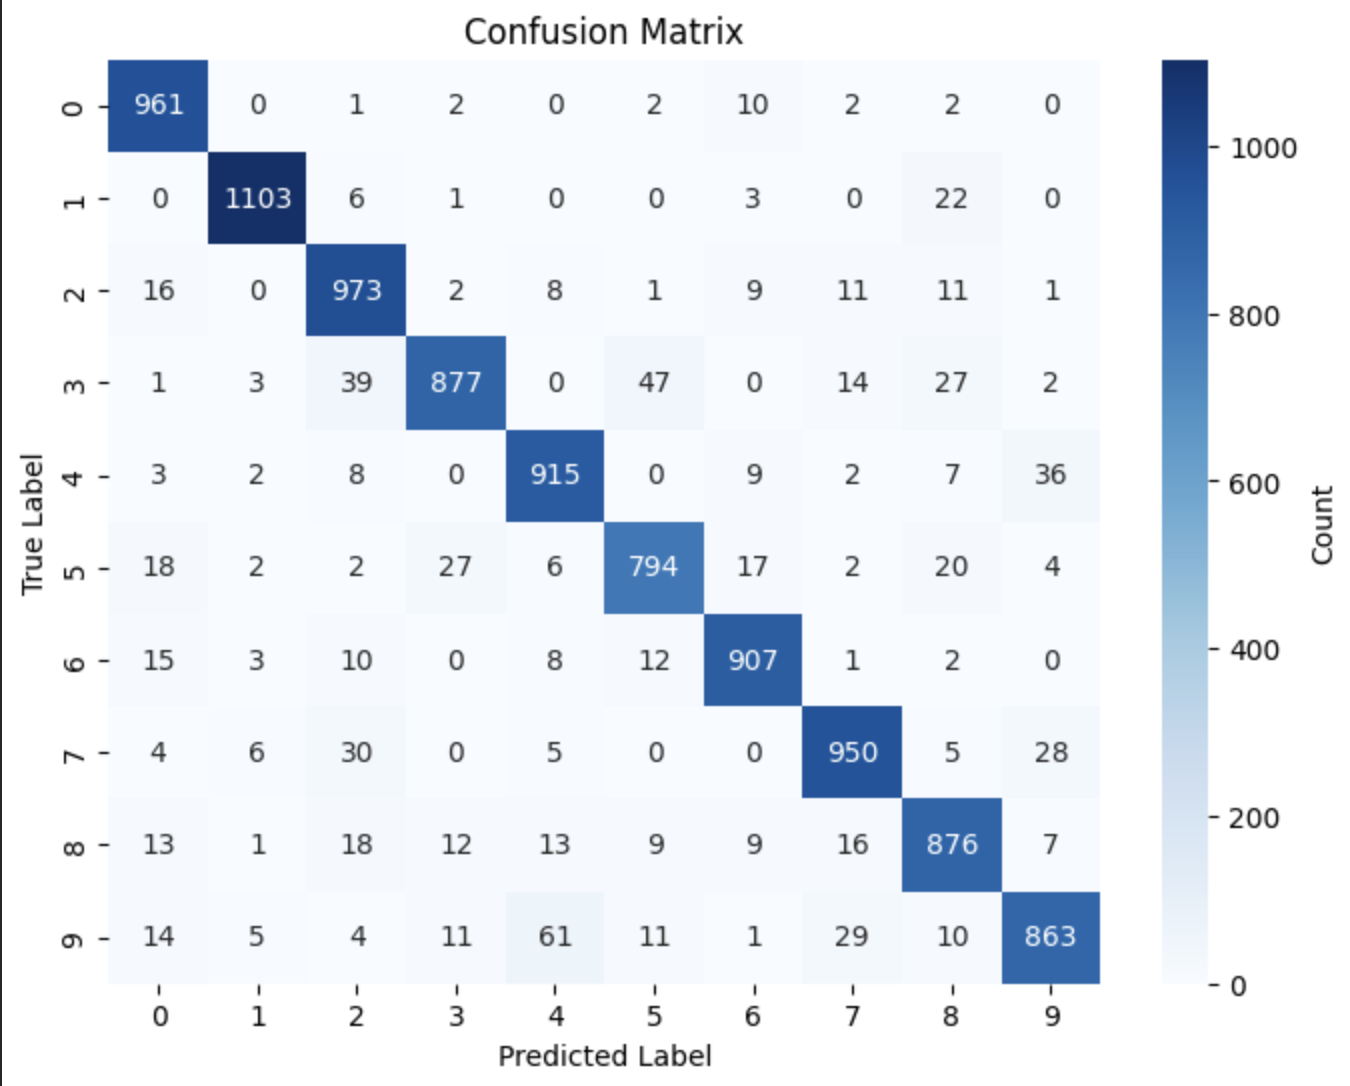 Confusion Matrix
0 961 0 1 2 0 2 10 2 2 0
1 0 1103 6 1 0 0 3 0 22 0
2 16 0 973 2 8 1 9 11 11 1
3 1 3 39 877 0 47 0 14 27 2
4 3 2 8 0 915 0 9 2 7 36
5 18 2 2 27 6 794 17 2 20 4
6 15 3 10 0 8 12 907 1 2 0
7 4 6 30 0 5 0 0 950 5 28
8 13 1 18 12 13 9 9 16 876 7
9 14 5 4 11 61 11 1 29 10 863
0 1 2 3 4 5 6 7 8 9
Predicted Label
True Label
1000
800
600
400
200
0
Count